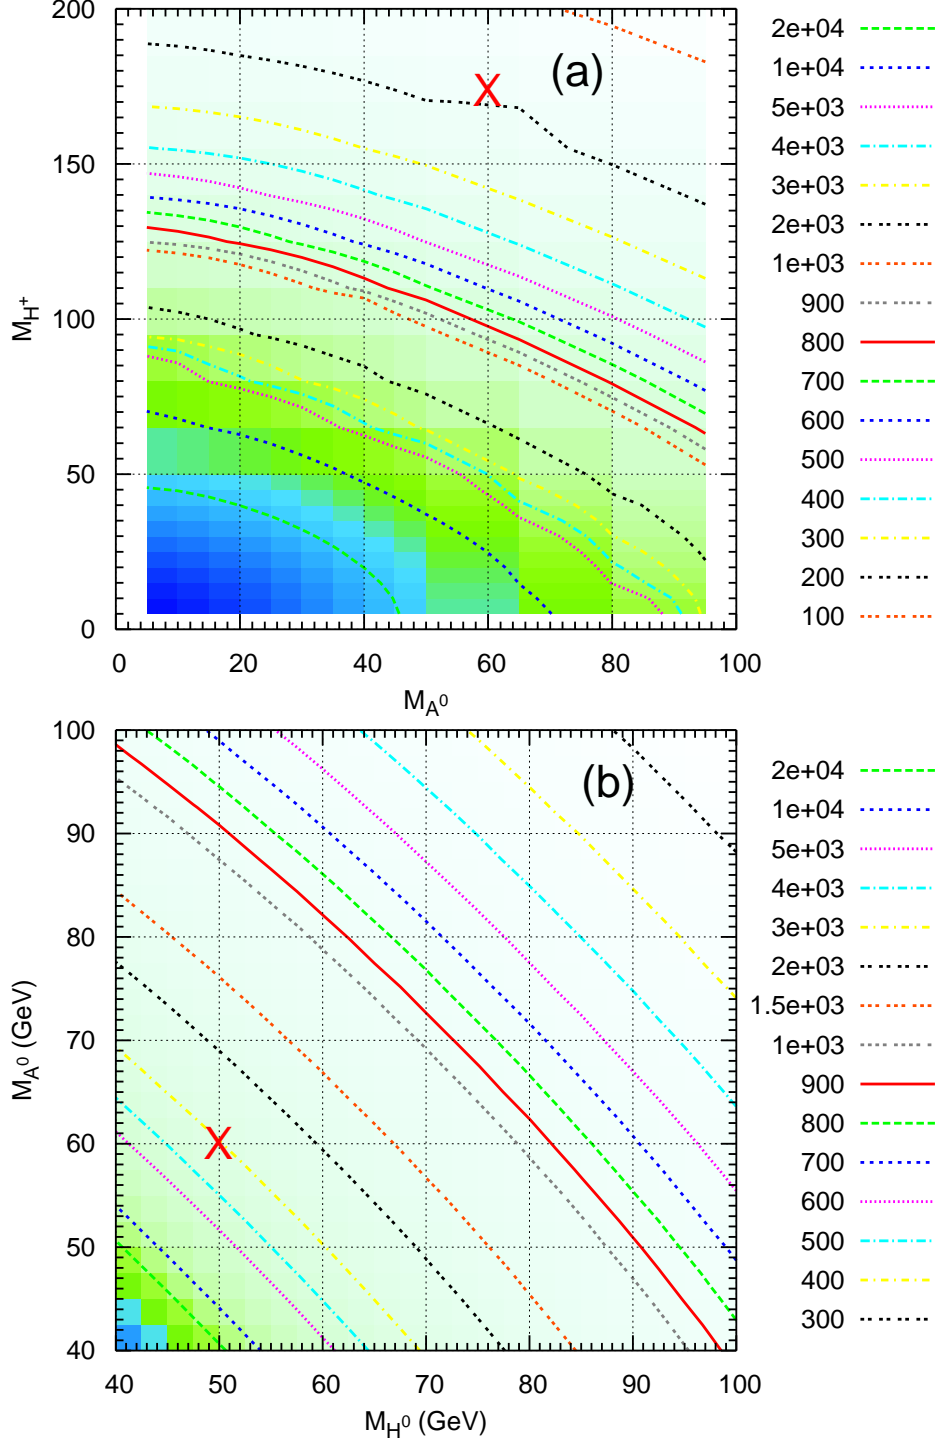 200
150
100
50
0
M_H⁺
(a)
X
0 20 40 60 80 100
M_A⁰
2e+04
1e+04
5e+03
4e+03
3e+03
2e+03
1e+03
900
800
700
600
500
400
300
200
100
100
90
80
70
60
50
40
M_A⁰ (GeV)
(b)
X
40 50 60 70 80 90 100
M_H⁰ (GeV)
2e+04
1e+04
5e+03
4e+03
3e+03
2e+03
1.5e+03
1e+03
900
800
700
600
500
400
300